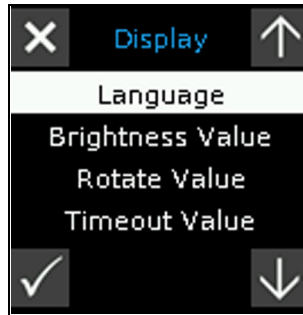 Display
Language
Brightness Value
Rotate Value
Timeout Value